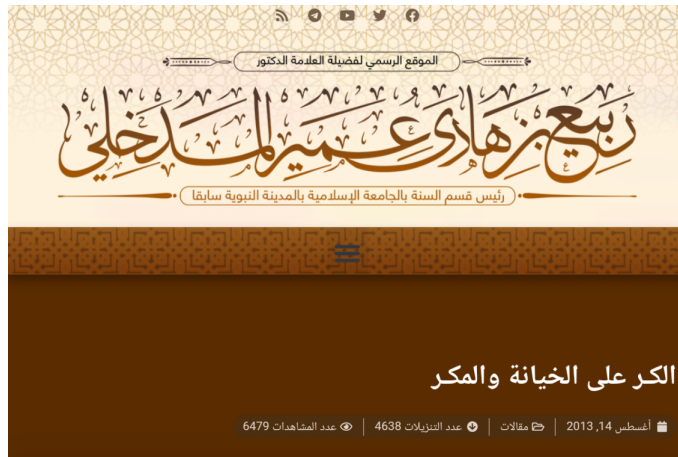 الموقع الرسمي لفضيلة العلامة الدكتور
ربيع بن هادي عمير المدخلي
رئيس قسم السنة بالجامعة الإسلامية بالمدينة النبوية سابقا
الكر على الخيانة والمكر
أغسطس 14, 2013 | مقالات | عدد التنزيلات 4638 | عدد المشاهدات 6479